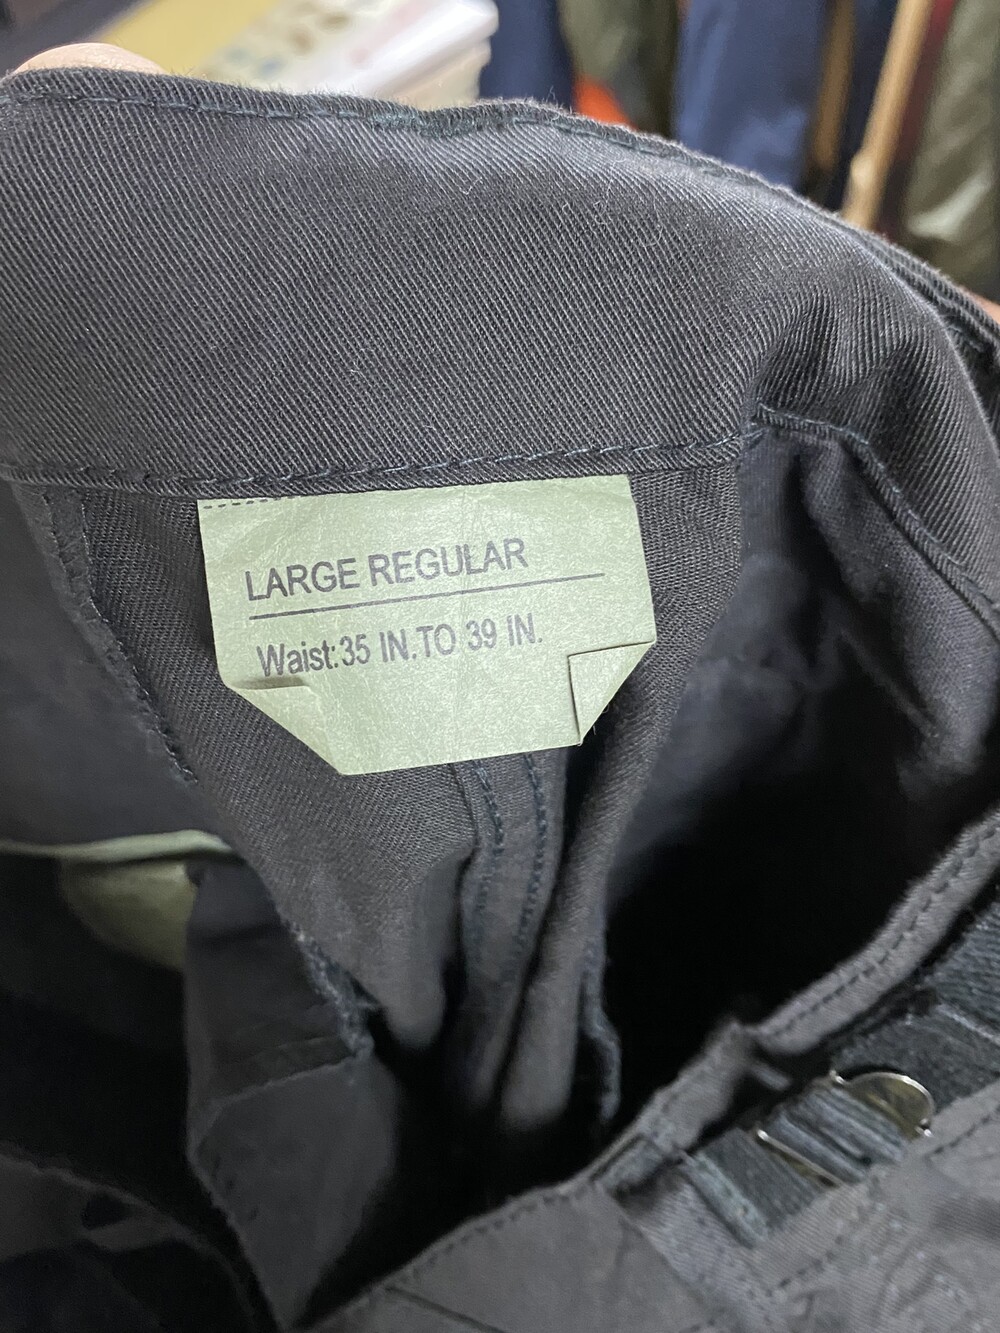 LARGE REGULAR
Waist:35 IN.TO 39 IN.